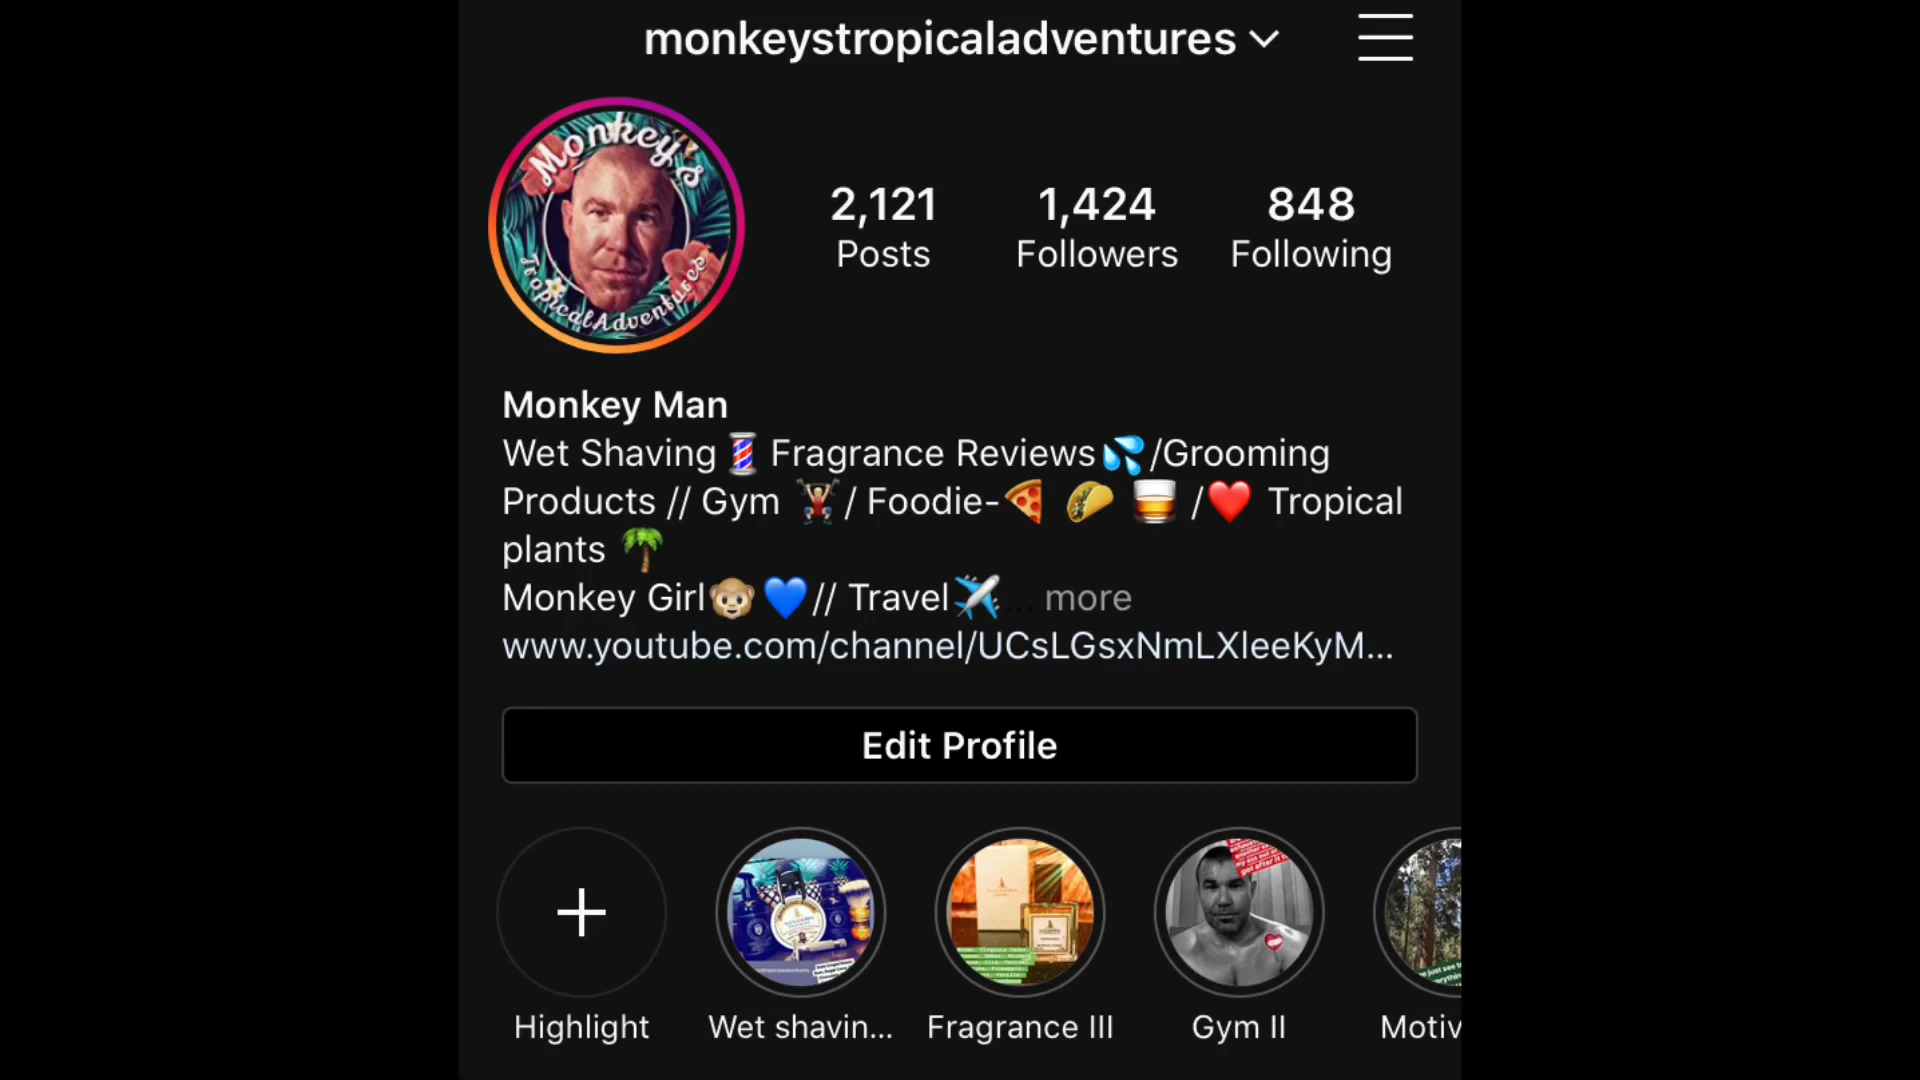 monkeystropicaladventures
Monkey's
Tropical Adventures
2,121
Posts
1,424
Followers
848
Following
Monkey Man
Wet Shaving💈Fragrance Reviews💦/Grooming
Products // Gym 🏋/ Foodie-🍕 🌮 🥃 /❤️ Tropical
plants 🌴
Monkey Girl🐵💙// Travel✈️... more
www.youtube.com/channel/UCsLGsxNmLXleeKyM...
Edit Profile
Highlight
Wet shavin...
Fragrance III
Gym II
Motiv